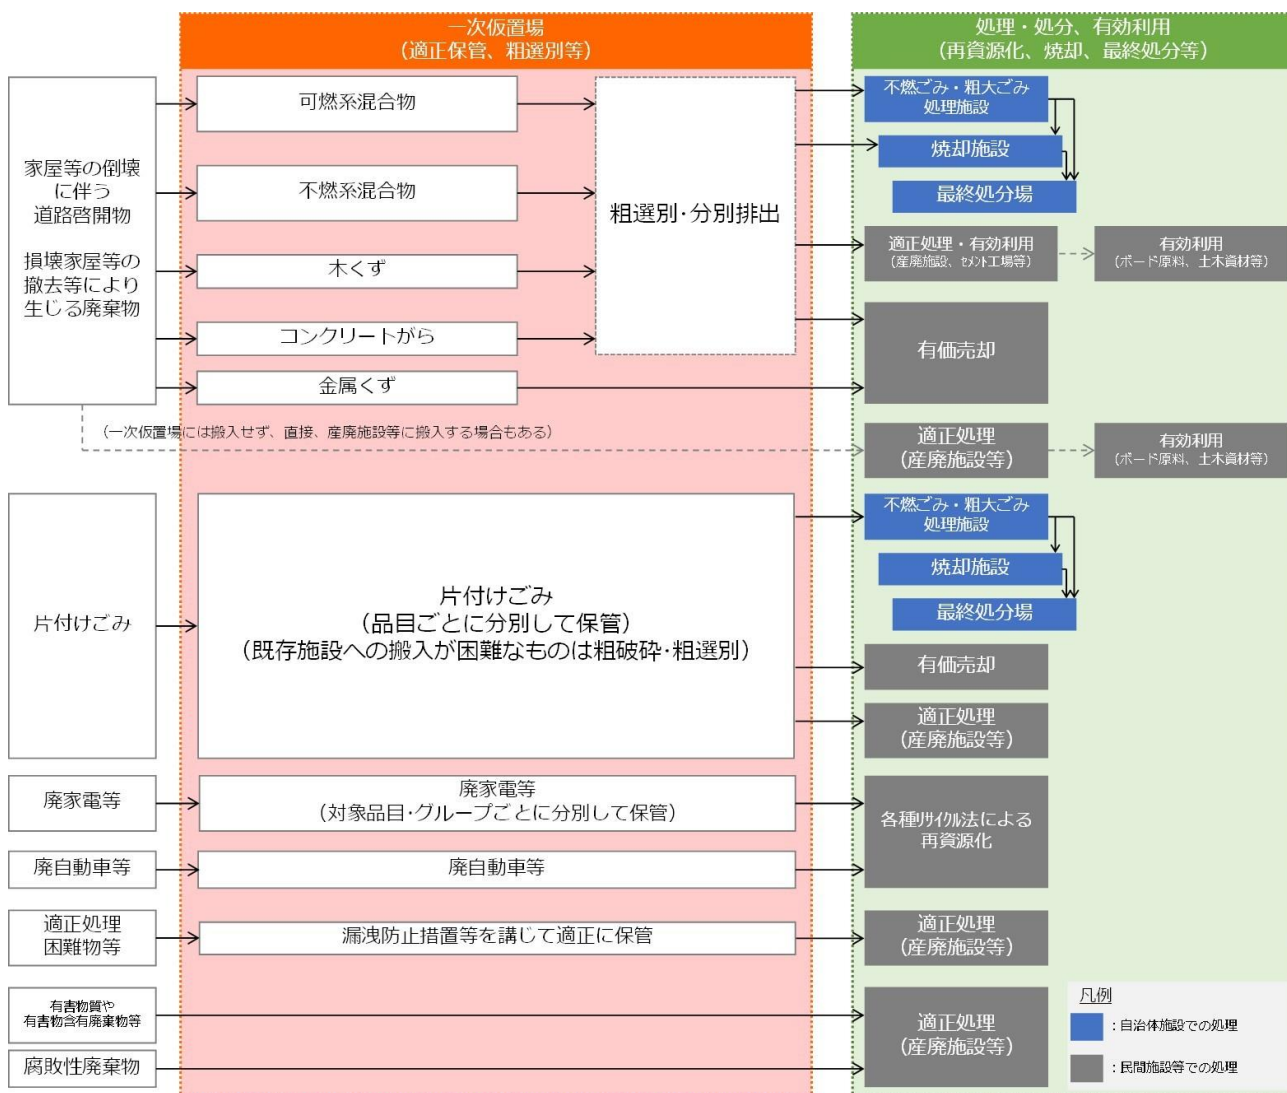 一次仮置場
（適正保管、粗選別等）
処理・処分、有効利用
（再資源化、焼却、最終処分等）
家屋等の倒壊
に伴う
道路啓開物
損壊家屋等の
撤去等により
生じる廃棄物
可燃系混合物
不燃系混合物
木くず
コンクリートがら
金属くず
粗選別・分別排出
不燃ごみ・粗大ごみ
処理施設
焼却施設
最終処分場
適正処理・有効利用
（産廃施設、ｾﾒﾝﾄ工場等）
有効利用
（ボード原料、土木資材等）
有価売却
（一次仮置場には搬入せず、直接、産廃施設等に搬入する場合もある）
適正処理
（産廃施設等）
有効利用
（ボード原料、土木資材等）
片付けごみ
片付けごみ
（品目ごとに分別して保管）
（既存施設への搬入が困難なものは粗破砕・粗選別）
不燃ごみ・粗大ごみ
処理施設
焼却施設
最終処分場
有価売却
適正処理
（産廃施設等）
廃家電等
廃家電等
（対象品目・グループごとに分別して保管）
各種ﾘｻｲｸﾙ法による
再資源化
廃自動車等
廃自動車等
適正処理
困難物等
漏洩防止措置等を講じて適正に保管
適正処理
（産廃施設等）
有害物質や
有害物含有廃棄物等
腐敗性廃棄物
適正処理
（産廃施設等）
凡例
：自治体施設での処理
：民間施設等での処理